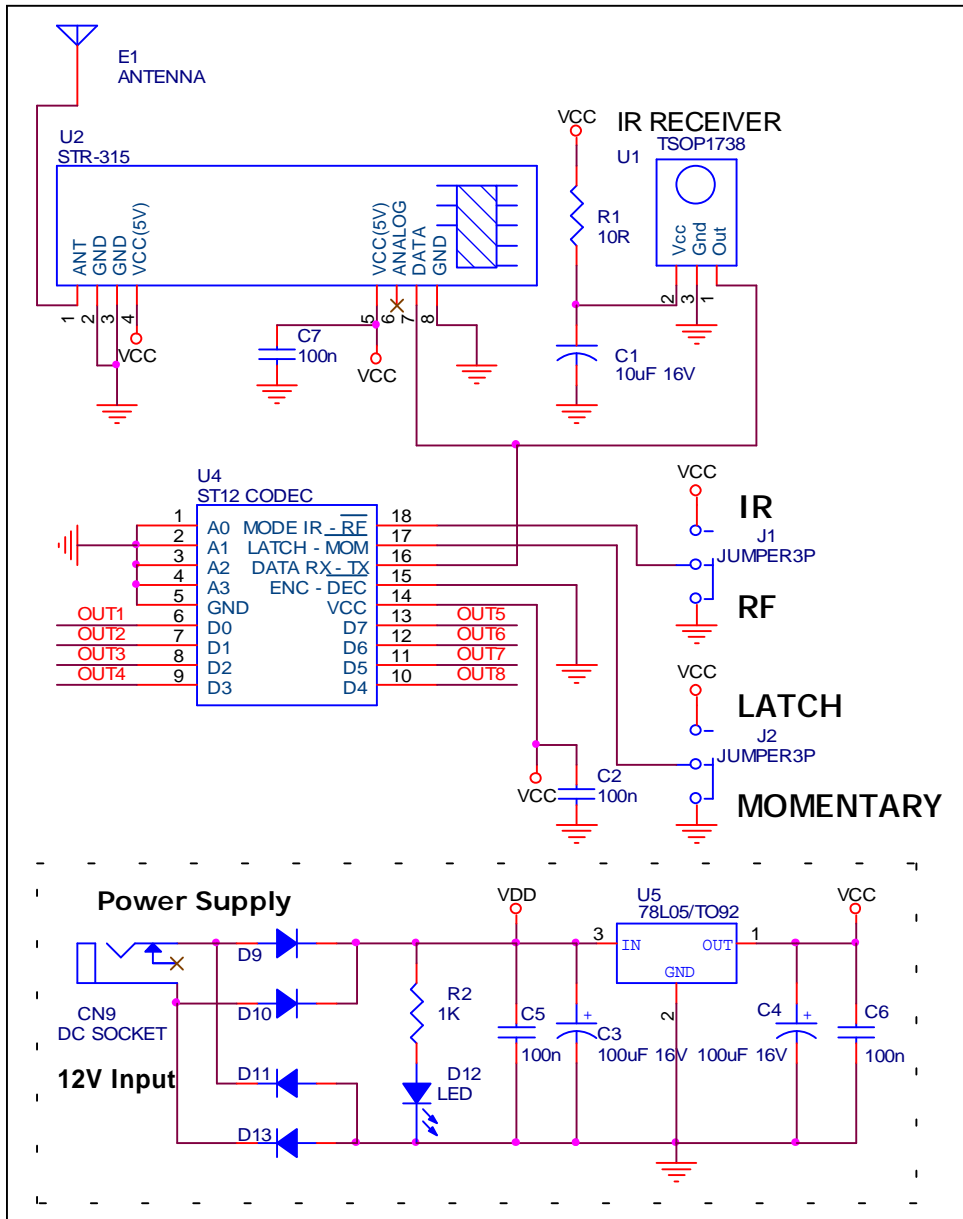 E1
ANTENNA
U2
STR-315
ANT
GND
GND
VCC(5V)
VCC(5V)
ANALOG
DATA
GND
1
2
3
4
5
6
7
8
VCC
C7
100n
VCC
VCC
IR RECEIVER
TSOP1738
U1
R1
10R
Vcc
Gnd
Out
2
3
1
C1
10uF 16V
U4
ST12 CODEC
1 A0 MODE IR - RF 18
2 A1 LATCH - MOM 17
3 A2 DATA RX - TX 16
4 A3 ENC - DEC 15
5 GND VCC 14
OUT1 6 D0 D7 13 OUT5
OUT2 7 D1 D6 12 OUT6
OUT3 8 D2 D5 11 OUT7
OUT4 9 D3 D4 10 OUT8
VCC
IR
J1
JUMPER3P
RF
VCC
LATCH
J2
JUMPER3P
MOMENTARY
VCC
C2
100n
Power Supply
CN9
DC SOCKET
12V Input
D9
D10
D11
D13
R2
1K
D12
LED
VDD
C5
100n
+
C3
100uF 16V
U5
78L05/TO92
3 IN OUT 1
GND
2
VCC
C4
+
100uF 16V
C6
100n